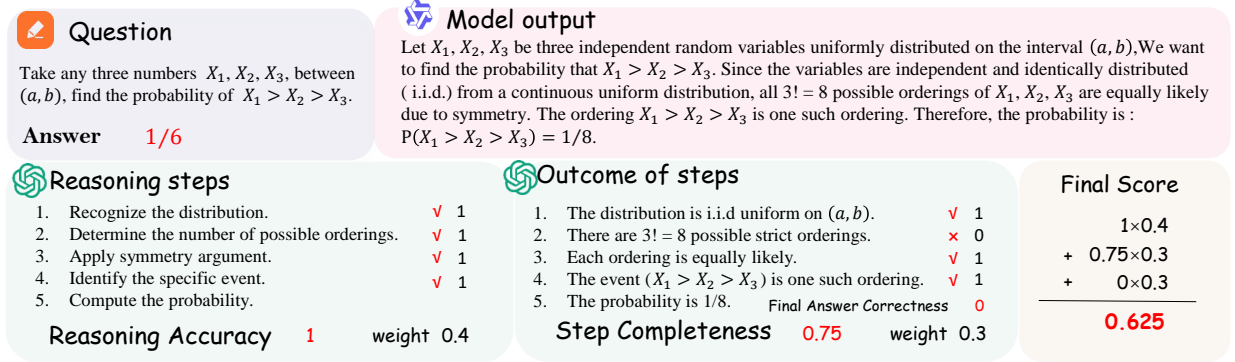 Question
Take any three numbers X₁, X₂, X₃, between
(a, b), find the probability of X₁ > X₂ > X₃.
Answer 1/6
Model output
Let X₁, X₂, X₃ be three independent random variables uniformly distributed on the interval (a, b),We want
to find the probability that X₁ > X₂ > X₃. Since the variables are independent and identically distributed
( i.i.d.) from a continuous uniform distribution, all 3! = 8 possible orderings of X₁, X₂, X₃ are equally likely
due to symmetry. The ordering X₁ > X₂ > X₃ is one such ordering. Therefore, the probability is :
P(X₁ > X₂ > X₃) = 1/8.
Reasoning steps
1. Recognize the distribution. √ 1
2. Determine the number of possible orderings. √ 1
3. Apply symmetry argument. √ 1
4. Identify the specific event. √ 1
5. Compute the probability.
Reasoning Accuracy 1 weight 0.4
Outcome of steps
1. The distribution is i.i.d uniform on (a, b). √ 1
2. There are 3! = 8 possible strict orderings. × 0
3. Each ordering is equally likely. √ 1
4. The event (X₁ > X₂ > X₃) is one such ordering. √ 1
5. The probability is 1/8. Final Answer Correctness 0
Step Completeness 0.75 weight 0.3
Final Score
1×0.4
+ 0.75×0.3
+ 0×0.3
0.625